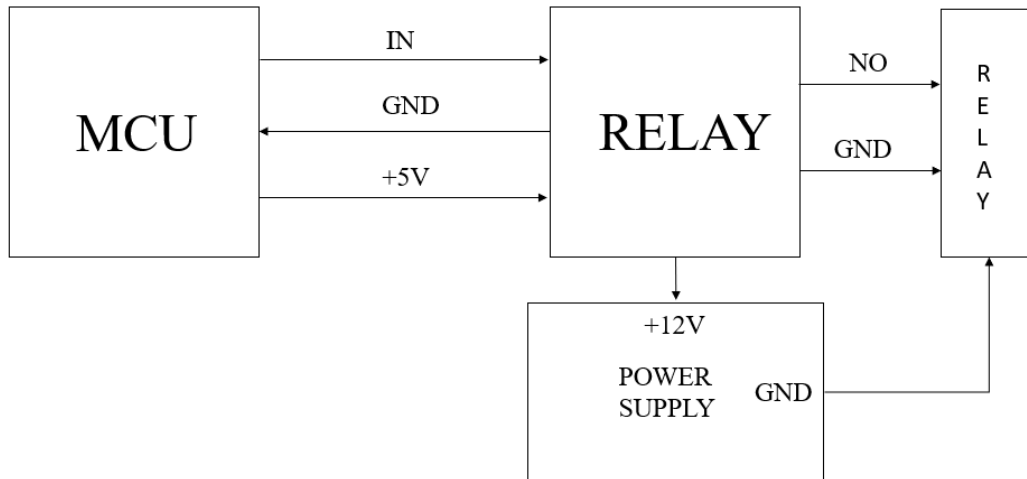 IN
GND
+5V
MCU
RELAY
NO
GND
R
E
L
A
Y
+12V
POWER
SUPPLY
GND